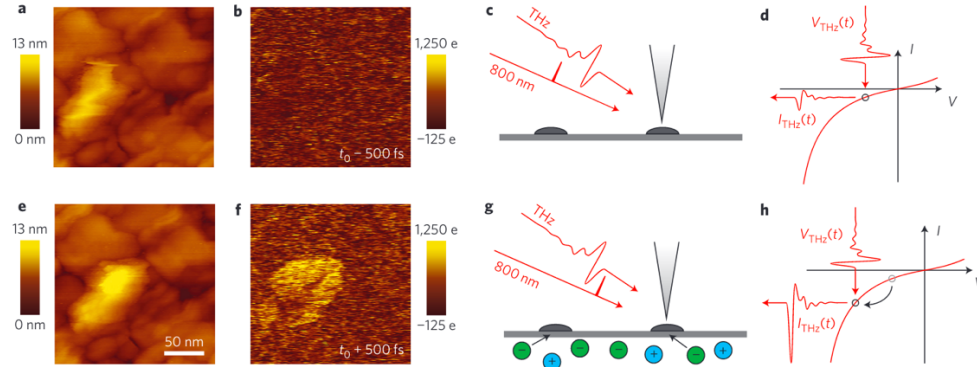 a
b
c
d
13 nm
0 nm
1,250 e
−125 e
t0 − 500 fs
THz
800 nm
VTHz(t)
I
V
ITHz(t)
e
f
g
h
13 nm
0 nm
50 nm
1,250 e
−125 e
t0 + 500 fs
THz
800 nm
− + − − + − +
VTHz(t)
I
ITHz(t)